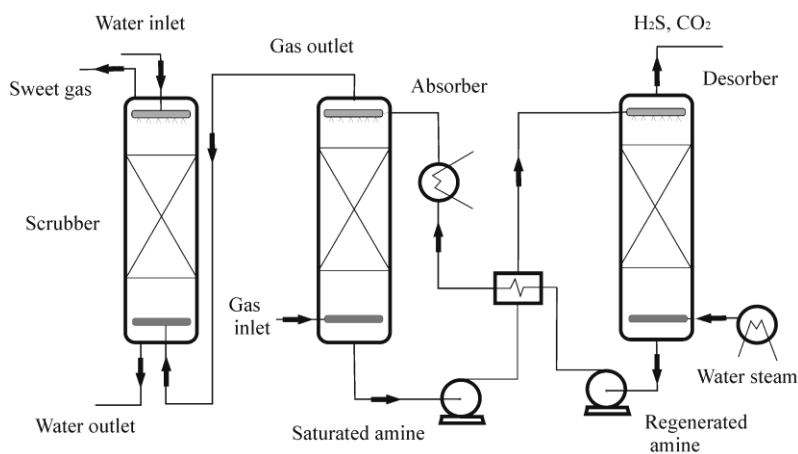 Water inlet
Gas outlet
H₂S, CO₂
Sweet gas
Absorber
Desorber
Scrubber
Gas
inlet
Water steam
Water outlet
Saturated amine
Regenerated
amine